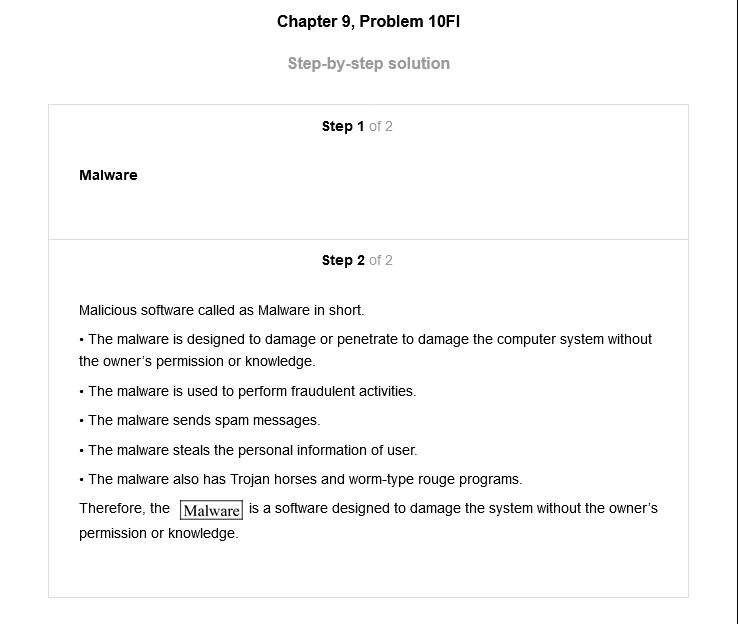 Chapter 9, Problem 10FI
Step-by-step solution
Step 1 of 2
Malware
Step 2 of 2
Malicious software called as Malware in short.
• The malware is designed to damage or penetrate to damage the computer system without
the owner’s permission or knowledge.
• The malware is used to perform fraudulent activities.
• The malware sends spam messages.
• The malware steals the personal information of user.
• The malware also has Trojan horses and worm-type rouge programs.
Therefore, the Malware is a software designed to damage the system without the owner’s
permission or knowledge.